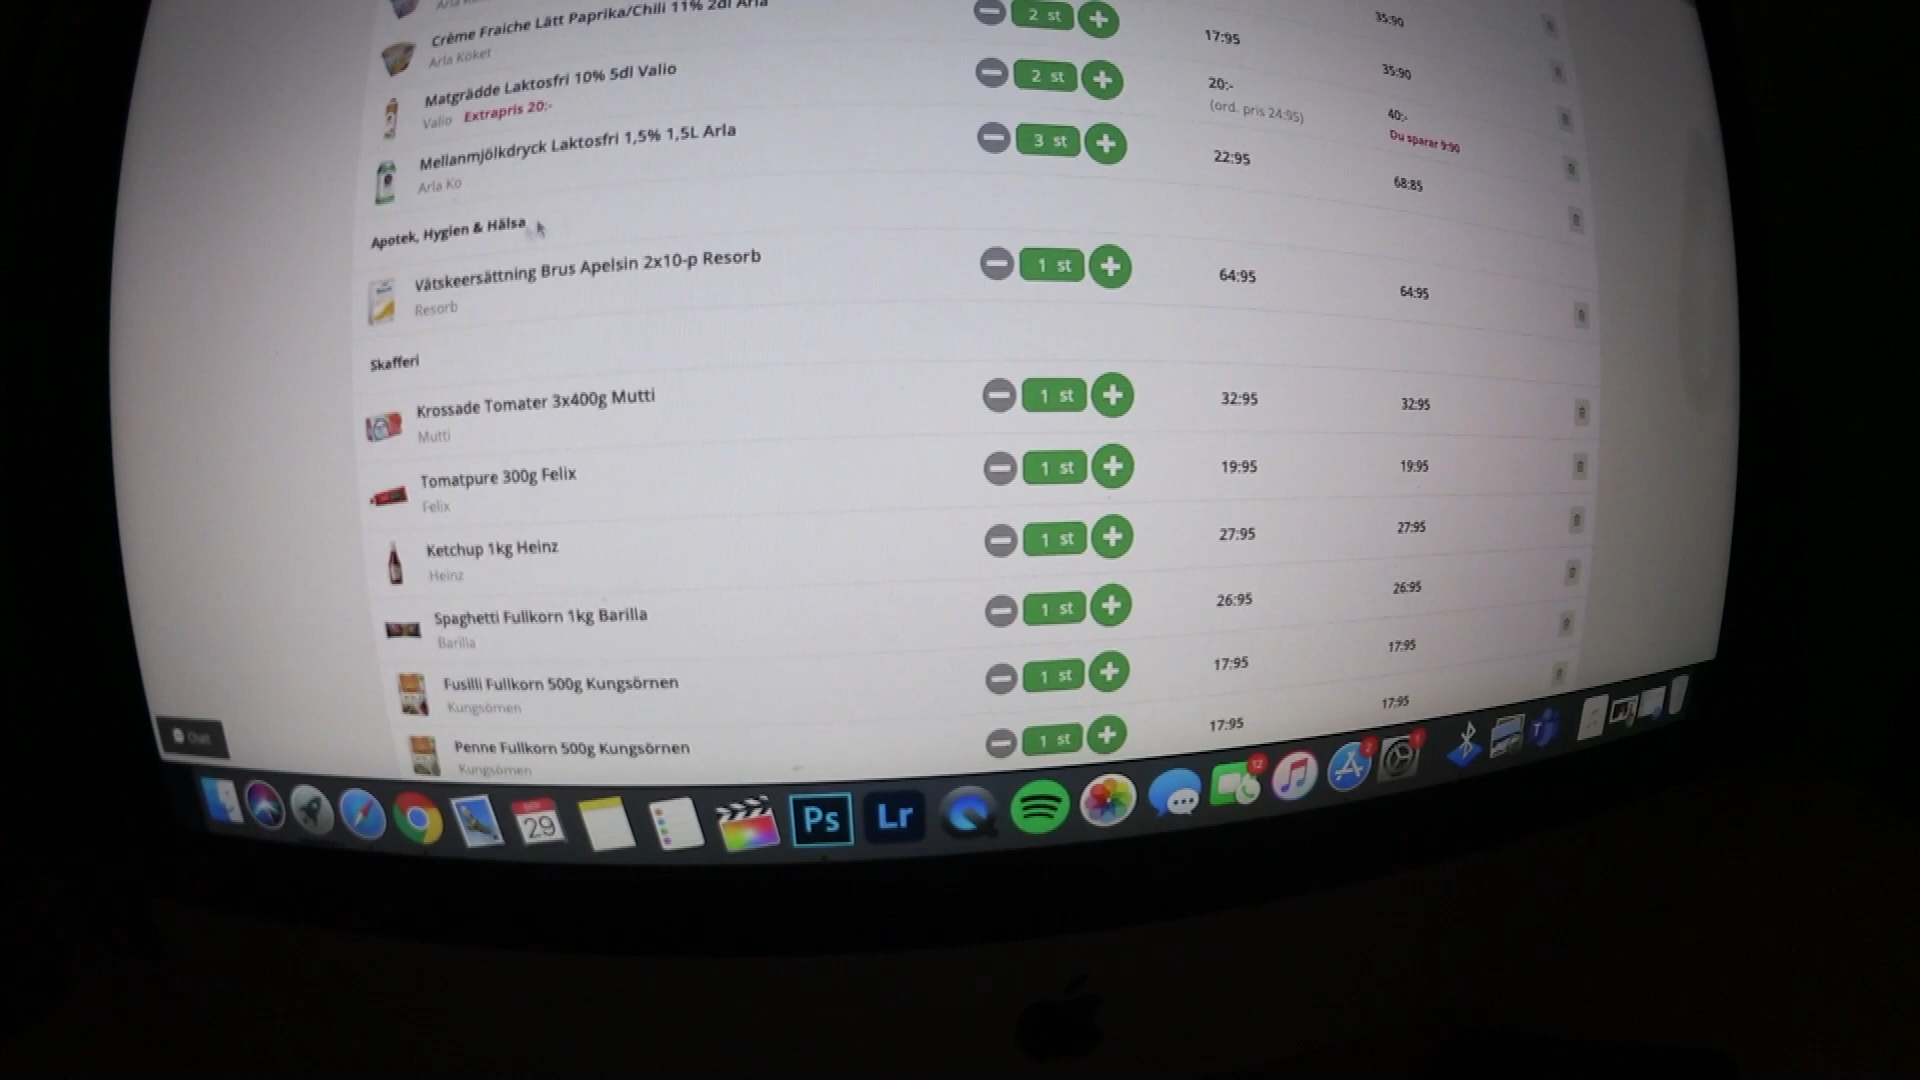 Crème Fraiche Lätt Paprika/Chili 11% 2dl Arla
Arla Köket
2 st
17:95
35:90
Matgrädde Laktosfri 10% 5dl Valio
Valio Extrapris 20:-
2 st
20:-
(ord. pris 24:95)
35:90
40:-
Du sparar 9:90
Mellanmjölkdryck Laktosfri 1,5% 1,5L Arla
Arla Ko
3 st
22:95
68:85
Apotek, Hygien & Hälsa
Vätskeersättning Brus Apelsin 2x10-p Resorb
Resorb
1 st
64:95
64:95
Skafferi
Krossade Tomater 3x400g Mutti
Mutti
1 st
32:95
32:95
Tomatpure 300g Felix
Felix
1 st
19:95
19:95
Ketchup 1kg Heinz
Heinz
1 st
27:95
27:95
Spaghetti Fullkorn 1kg Barilla
Barilla
1 st
26:95
26:95
Fusilli Fullkorn 500g Kungsörnen
Kungsörnen
1 st
17:95
17:95
Penne Fullkorn 500g Kungsörnen
Kungsörnen
1 st
17:95
17:95
Chatt
29
Ps
Lr
12
2
1
T